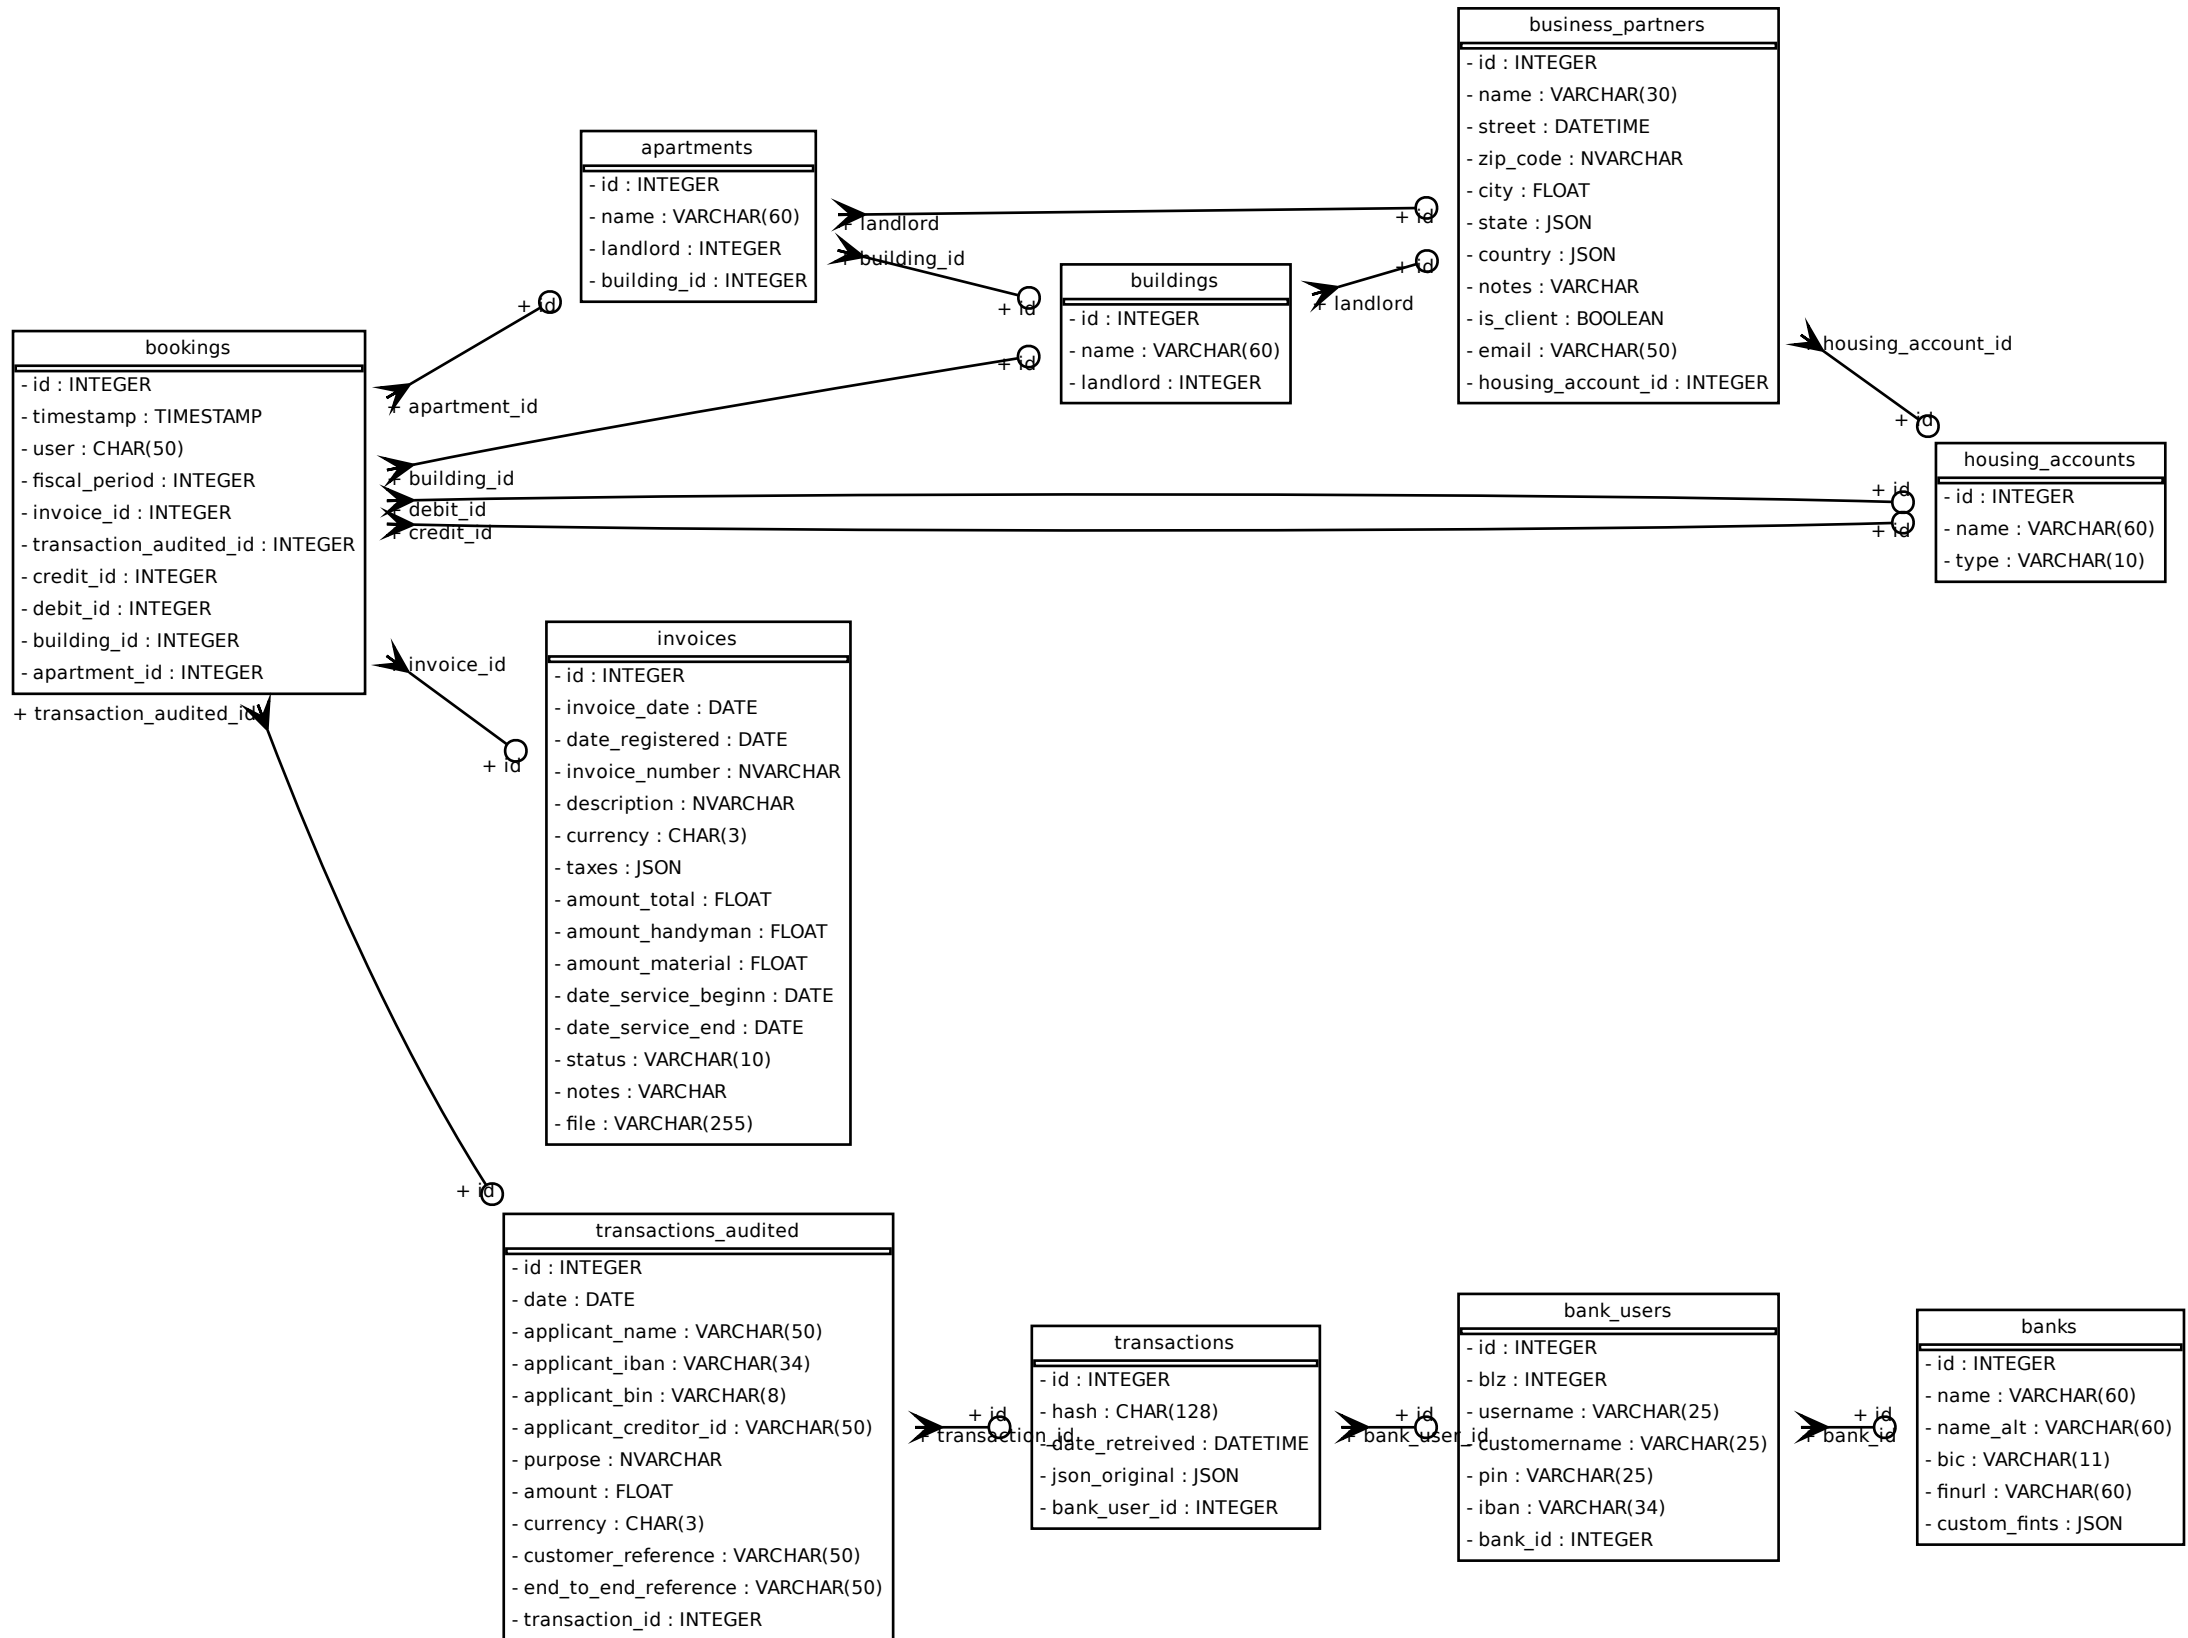 business_partners
- id : INTEGER
- name : VARCHAR(30)
- street : DATETIME
- zip_code : NVARCHAR
- city : FLOAT
- state : JSON
- country : JSON
- notes : VARCHAR
- is_client : BOOLEAN
- email : VARCHAR(50)
- housing_account_id : INTEGER
apartments
- id : INTEGER
- name : VARCHAR(60)
- landlord : INTEGER
- building_id : INTEGER
+ landlord
+ id
+ building_id
+ id
buildings
- id : INTEGER
- name : VARCHAR(60)
- landlord : INTEGER
+ landlord
+ id
+ housing_account_id
+ id
housing_accounts
- id : INTEGER
- name : VARCHAR(60)
- type : VARCHAR(10)
bookings
- id : INTEGER
- timestamp : TIMESTAMP
- user : CHAR(50)
- fiscal_period : INTEGER
- invoice_id : INTEGER
- transaction_audited_id : INTEGER
- credit_id : INTEGER
- debit_id : INTEGER
- building_id : INTEGER
- apartment_id : INTEGER
+ id
+ apartment_id
+ id
+ building_id
+ debit_id
+ id
+ credit_id
+ id
+ invoice_id
+ id
+ transaction_audited_id
+ id
invoices
- id : INTEGER
- invoice_date : DATE
- date_registered : DATE
- invoice_number : NVARCHAR
- description : NVARCHAR
- currency : CHAR(3)
- taxes : JSON
- amount_total : FLOAT
- amount_handyman : FLOAT
- amount_material : FLOAT
- date_service_beginn : DATE
- date_service_end : DATE
- status : VARCHAR(10)
- notes : VARCHAR
- file : VARCHAR(255)
transactions_audited
- id : INTEGER
- date : DATE
- applicant_name : VARCHAR(50)
- applicant_iban : VARCHAR(34)
- applicant_bin : VARCHAR(8)
- applicant_creditor_id : VARCHAR(50)
- purpose : NVARCHAR
- amount : FLOAT
- currency : CHAR(3)
- customer_reference : VARCHAR(50)
- end_to_end_reference : VARCHAR(50)
- transaction_id : INTEGER
+ id
+ transaction_id
transactions
- id : INTEGER
- hash : CHAR(128)
- date_retreived : DATETIME
- json_original : JSON
- bank_user_id : INTEGER
+ id
+ bank_user_id
bank_users
- id : INTEGER
- blz : INTEGER
- username : VARCHAR(25)
- customername : VARCHAR(25)
- pin : VARCHAR(25)
- iban : VARCHAR(34)
- bank_id : INTEGER
+ id
+ bank_id
banks
- id : INTEGER
- name : VARCHAR(60)
- name_alt : VARCHAR(60)
- bic : VARCHAR(11)
- finurl : VARCHAR(60)
- custom_fints : JSON